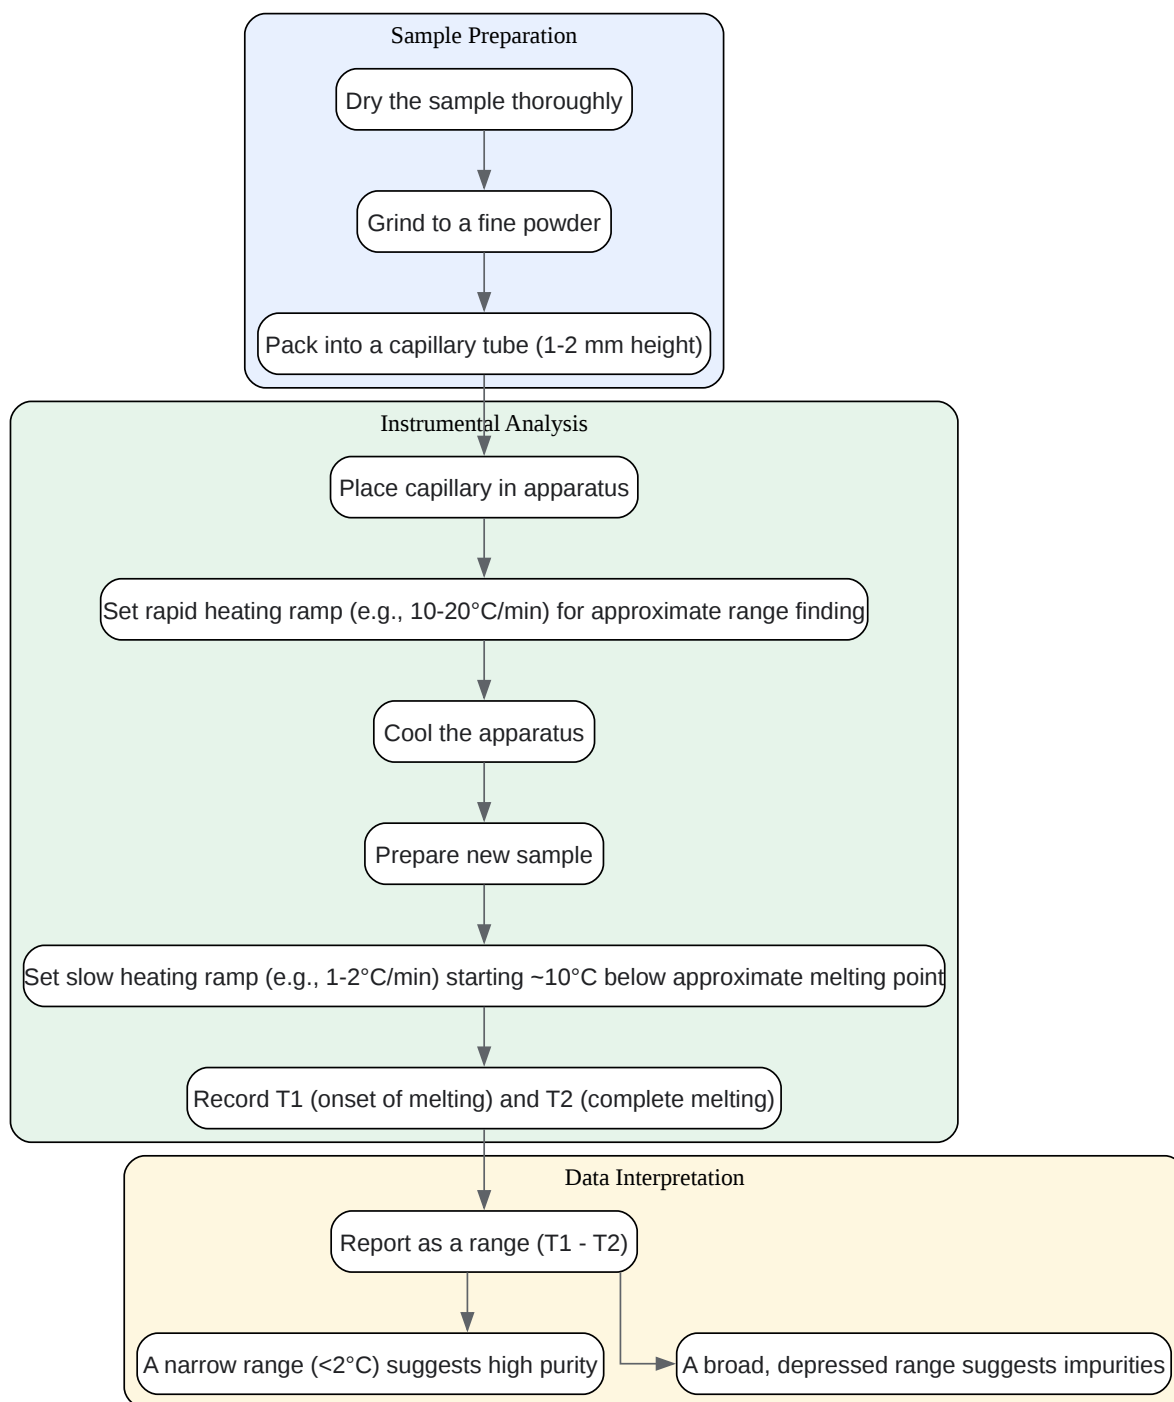 Sample Preparation
Dry the sample thoroughly
Grind to a fine powder
Pack into a capillary tube (1-2 mm height)
Instrumental Analysis
Place capillary in apparatus
Set rapid heating ramp (e.g., 10-20°C/min) for approximate range finding
Cool the apparatus
Prepare new sample
Set slow heating ramp (e.g., 1-2°C/min) starting ~10°C below approximate melting point
Record T1 (onset of melting) and T2 (complete melting)
Data Interpretation
Report as a range (T1 - T2)
A narrow range (<2°C) suggests high purity
A broad, depressed range suggests impurities